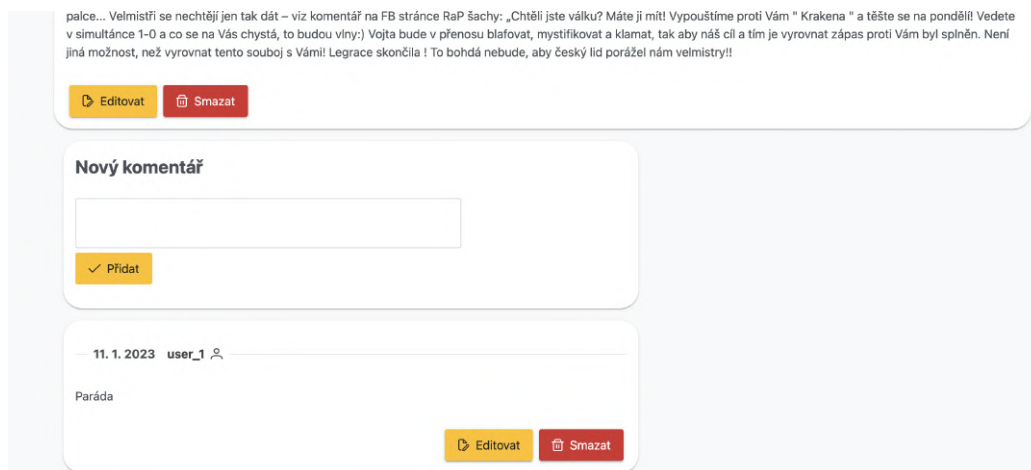 palce... Velmistři se nechtějí jen tak dát – viz komentář na FB stránce RaP šachy: „Chtěli jste válku? Máte ji mít! Vypouštíme proti Vám " Krakena " a těšte se na pondělí! Vedete
v simultánce 1-0 a co se na Vás chystá, to budou vlny:) Vojta bude v přenosu blafovat, mystifikovat a klamat, tak aby náš cíl a tím je vyrovnat zápas proti Vám byl splněn. Není
jiná možnost, než vyrovnat tento souboj s Vámi! Legrace skončila ! To bohdá nebude, aby český lid porážel nám velmistry!!
Editovat Smazat
Nový komentář
Přidat
11. 1. 2023 user_1
Paráda
Editovat Smazat